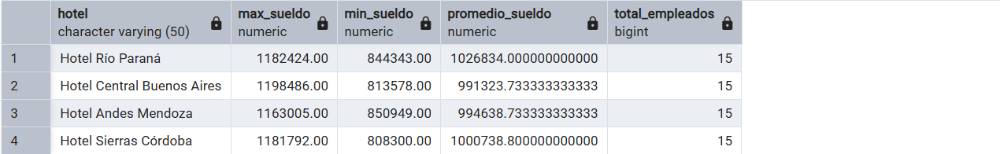 hotel max_sueldo min_sueldo promedio_sueldo total_empleados
character varying (50) numeric numeric numeric bigint
1 Hotel Río Paraná 1182424.00 844343.00 1026834.000000000000 15
2 Hotel Central Buenos Aires 1198486.00 813578.00 991323.733333333333 15
3 Hotel Andes Mendoza 1163005.00 850949.00 994638.733333333333 15
4 Hotel Sierras Córdoba 1181792.00 808300.00 1000738.800000000000 15